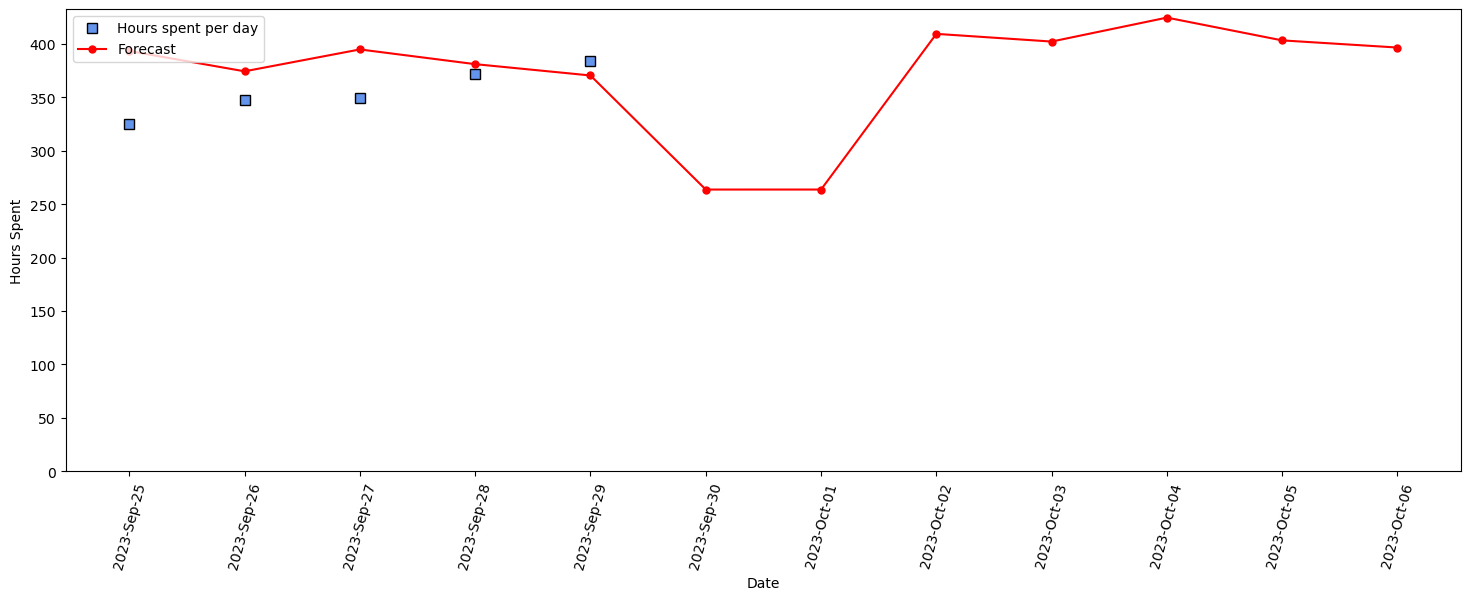 Hours spent per day
Forecast
400
350
300
250
200
150
100
50
0
Hours Spent
2023-Sep-25
2023-Sep-26
2023-Sep-27
2023-Sep-28
2023-Sep-29
2023-Sep-30
2023-Oct-01
2023-Oct-02
2023-Oct-03
2023-Oct-04
2023-Oct-05
2023-Oct-06
Date